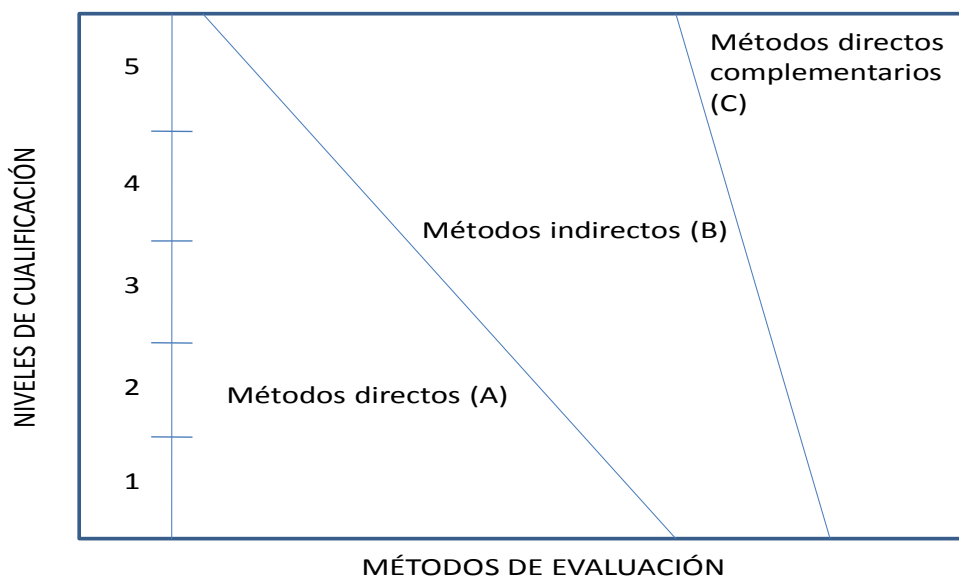 NIVELES DE CUALIFICACIÓN
5
4
3
2
1
Métodos directos
complementarios
(C)
Métodos indirectos (B)
Métodos directos (A)
MÉTODOS DE EVALUACIÓN